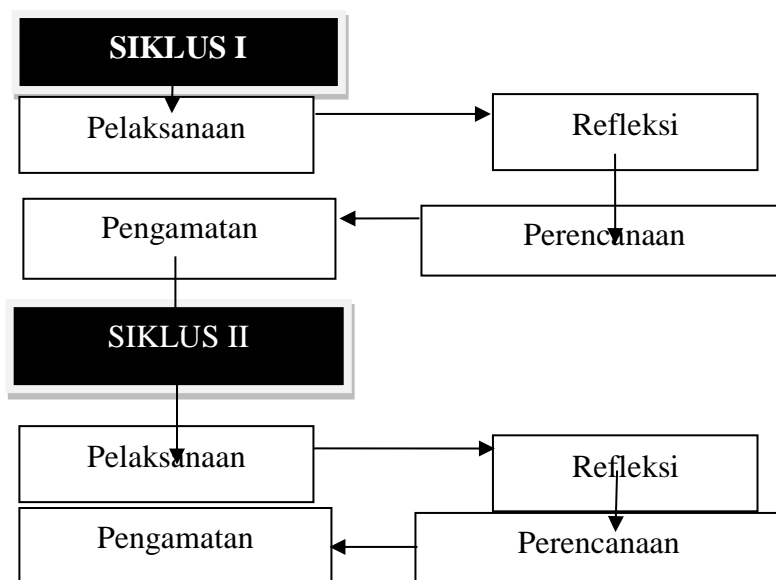 SIKLUS I
Pelaksanaan
Refleksi
Pengamatan
Perencanaan
SIKLUS II
Pelaksanaan
Refleksi
Pengamatan
Perencanaan